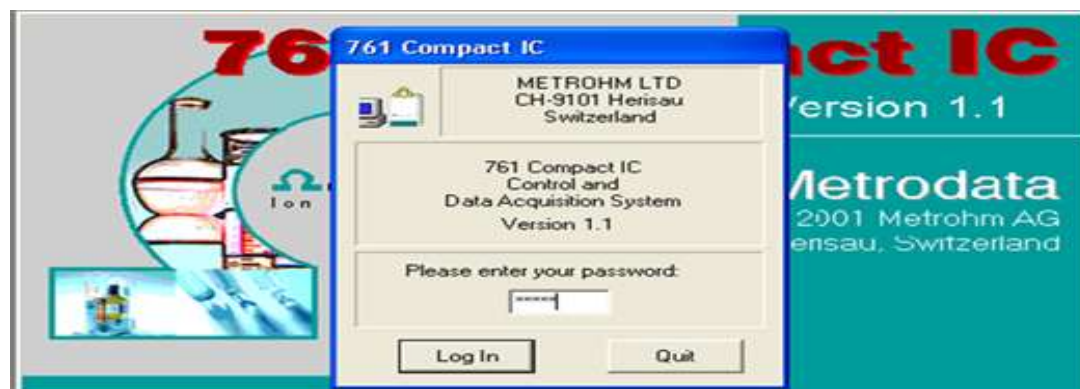 76
761 Compact IC
METROHM LTD
CH-9101 Herisau
Switzerland
761 Compact IC
Control and
Data Acquisition System
Version 1.1
Please enter your password:
*****
Log In
Quit
act IC
ersion 1.1
Ion
Metrodata
2001 Metrohm AG
erisau, Switzerland